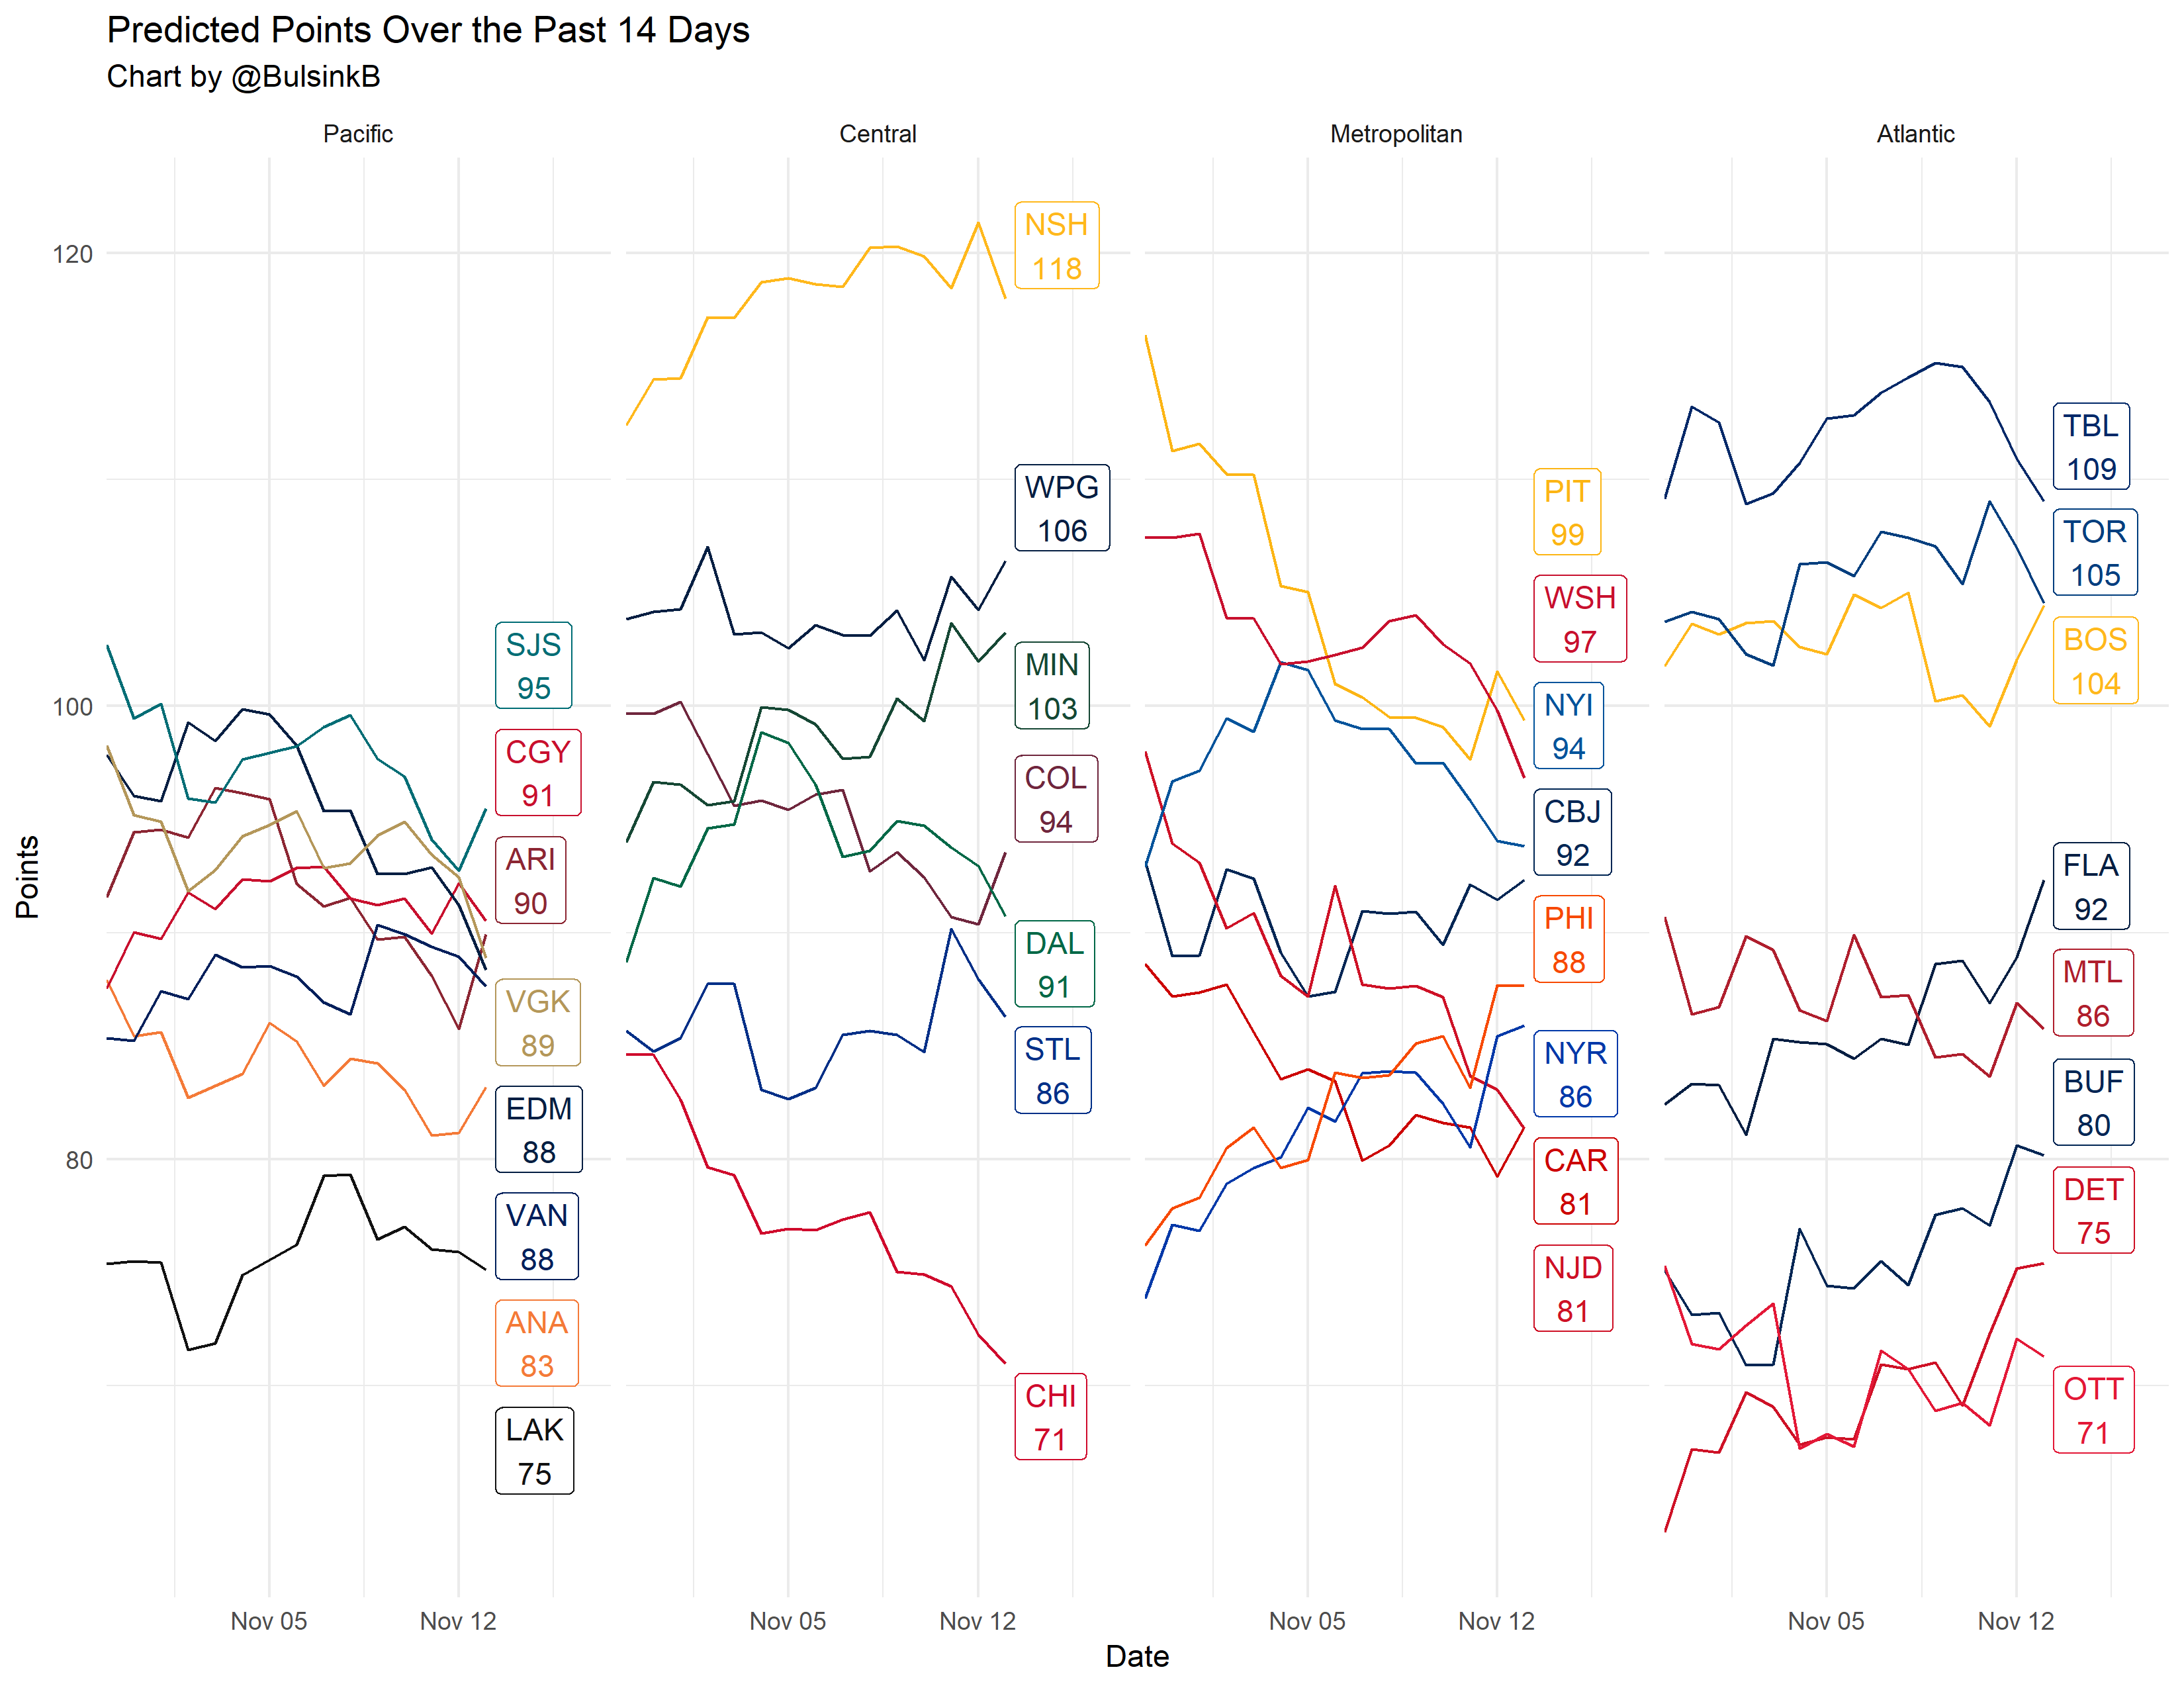 Predicted Points Over the Past 14 Days
Chart by @BulsinkB
Pacific
Central
Metropolitan
Atlantic
Points
120
100
80
SJS
95
CGY
91
ARI
90
VGK
89
EDM
88
VAN
88
ANA
83
LAK
75
NSH
118
WPG
106
MIN
103
COL
94
DAL
91
STL
86
CHI
71
PIT
99
WSH
97
NYI
94
CBJ
92
PHI
88
NYR
86
CAR
81
NJD
81
TBL
109
TOR
105
BOS
104
FLA
92
MTL
86
BUF
80
DET
75
OTT
71
Nov 05
Nov 12
Nov 05
Nov 12
Nov 05
Nov 12
Nov 05
Nov 12
Date